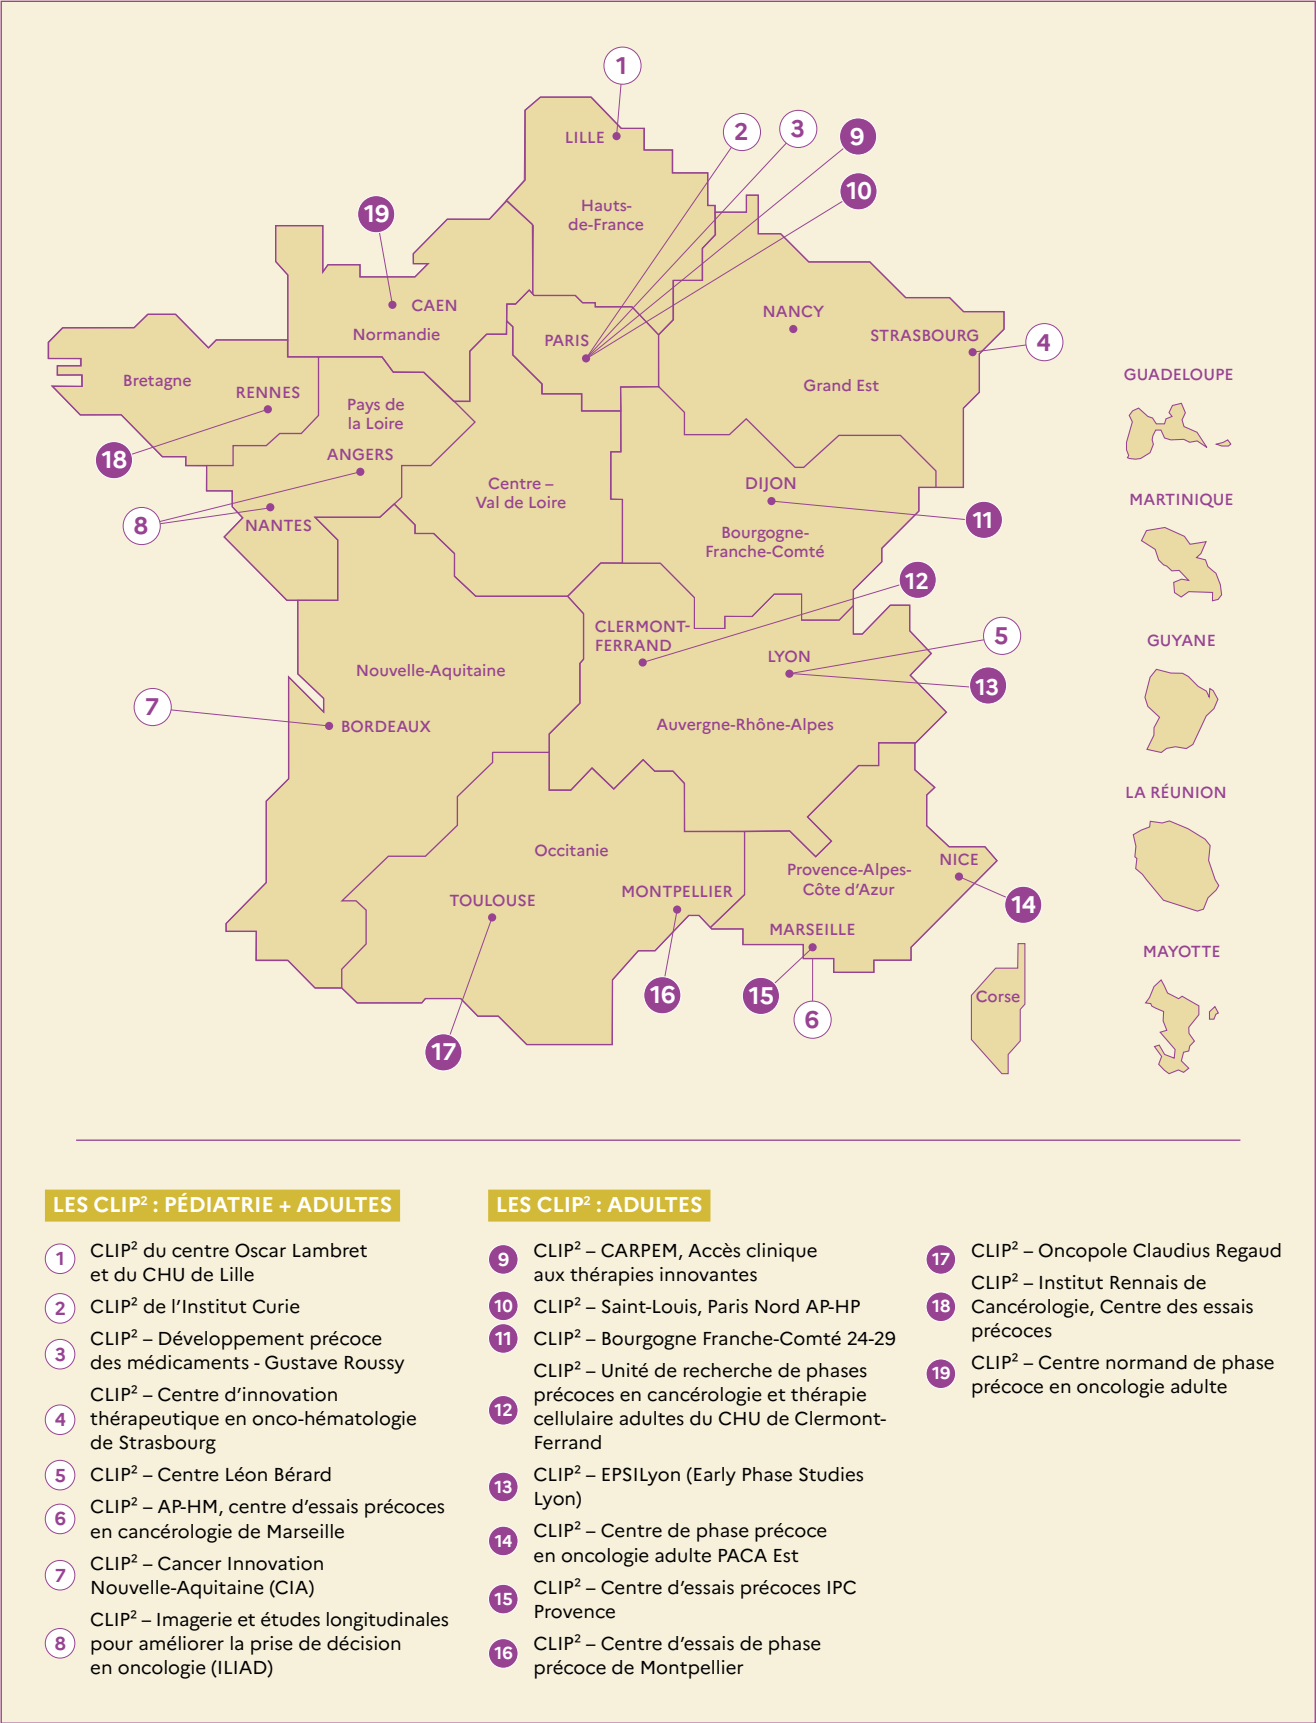 1
2
3
9
10
LILLE
Hauts-
de-France
19
CAEN
Normandie
PARIS
NANCY
STRASBOURG
4
Grand Est
Bretagne
RENNES
18
Pays de
la Loire
ANGERS
8
NANTES
Centre –
Val de Loire
DIJON
11
Bourgogne-
Franche-Comté
12
CLERMONT-
FERRAND
LYON
5
13
Nouvelle-Aquitaine
7
BORDEAUX
Auvergne-Rhône-Alpes
Occitanie
TOULOUSE
MONTPELLIER
Provence-Alpes-
Côte d’Azur
NICE
14
MARSEILLE
16
15
6
17
Corse
GUADELOUPE
MARTINIQUE
GUYANE
LA RÉUNION
MAYOTTE
LES CLIP² : PÉDIATRIE + ADULTES
1 CLIP² du centre Oscar Lambret
et du CHU de Lille
2 CLIP² de l’Institut Curie
3 CLIP² – Développement précoce
des médicaments - Gustave Roussy
4 CLIP² – Centre d’innovation
thérapeutique en onco-hématologie
de Strasbourg
5 CLIP² – Centre Léon Bérard
6 CLIP² – AP-HM, centre d’essais précoces
en cancérologie de Marseille
7 CLIP² – Cancer Innovation
Nouvelle-Aquitaine (CIA)
8 CLIP² – Imagerie et études longitudinales
pour améliorer la prise de décision
en oncologie (ILIAD)
LES CLIP² : ADULTES
9 CLIP² – CARPEM, Accès clinique
aux thérapies innovantes
10 CLIP² – Saint-Louis, Paris Nord AP-HP
11 CLIP² – Bourgogne Franche-Comté 24-29
12 CLIP² – Unité de recherche de phases
précoces en cancérologie et thérapie
cellulaire adultes du CHU de Clermont-
Ferrand
13 CLIP² – EPSILyon (Early Phase Studies
Lyon)
14 CLIP² – Centre de phase précoce
en oncologie adulte PACA Est
15 CLIP² – Centre d’essais précoces IPC
Provence
16 CLIP² – Centre d’essais de phase
précoce de Montpellier
17 CLIP² – Oncopole Claudius Regaud
18 CLIP² – Institut Rennais de
Cancérologie, Centre des essais
précoces
19 CLIP² – Centre normand de phase
précoce en oncologie adulte